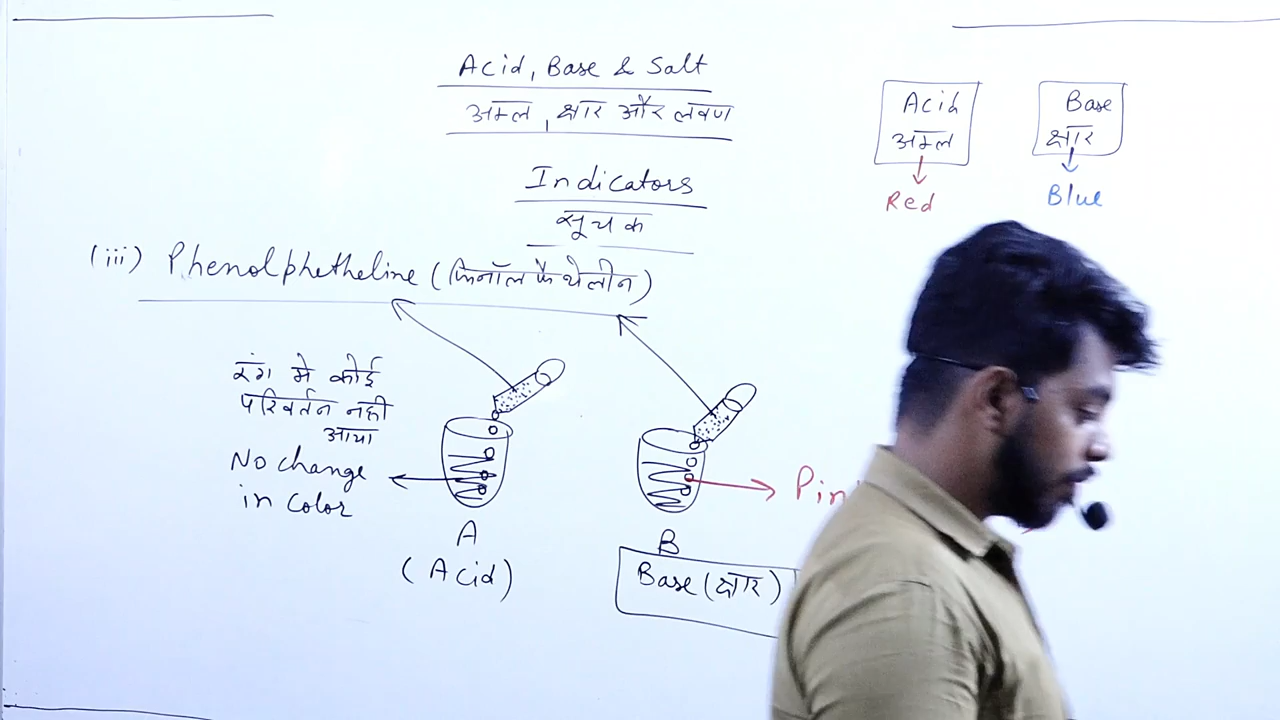 Acid, Base & Salt
अम्ल, क्षार और लवण
Indicators
सूचक
(iii) Phenolphetheline (फिनॉल्फैथेलीन)
रंग मे कोई
परिवर्तन नही
आया
No change
in color
A
(Acid)
B
Base (क्षार)
Pin
Acid
अम्ल
Red
Base
क्षार
Blue